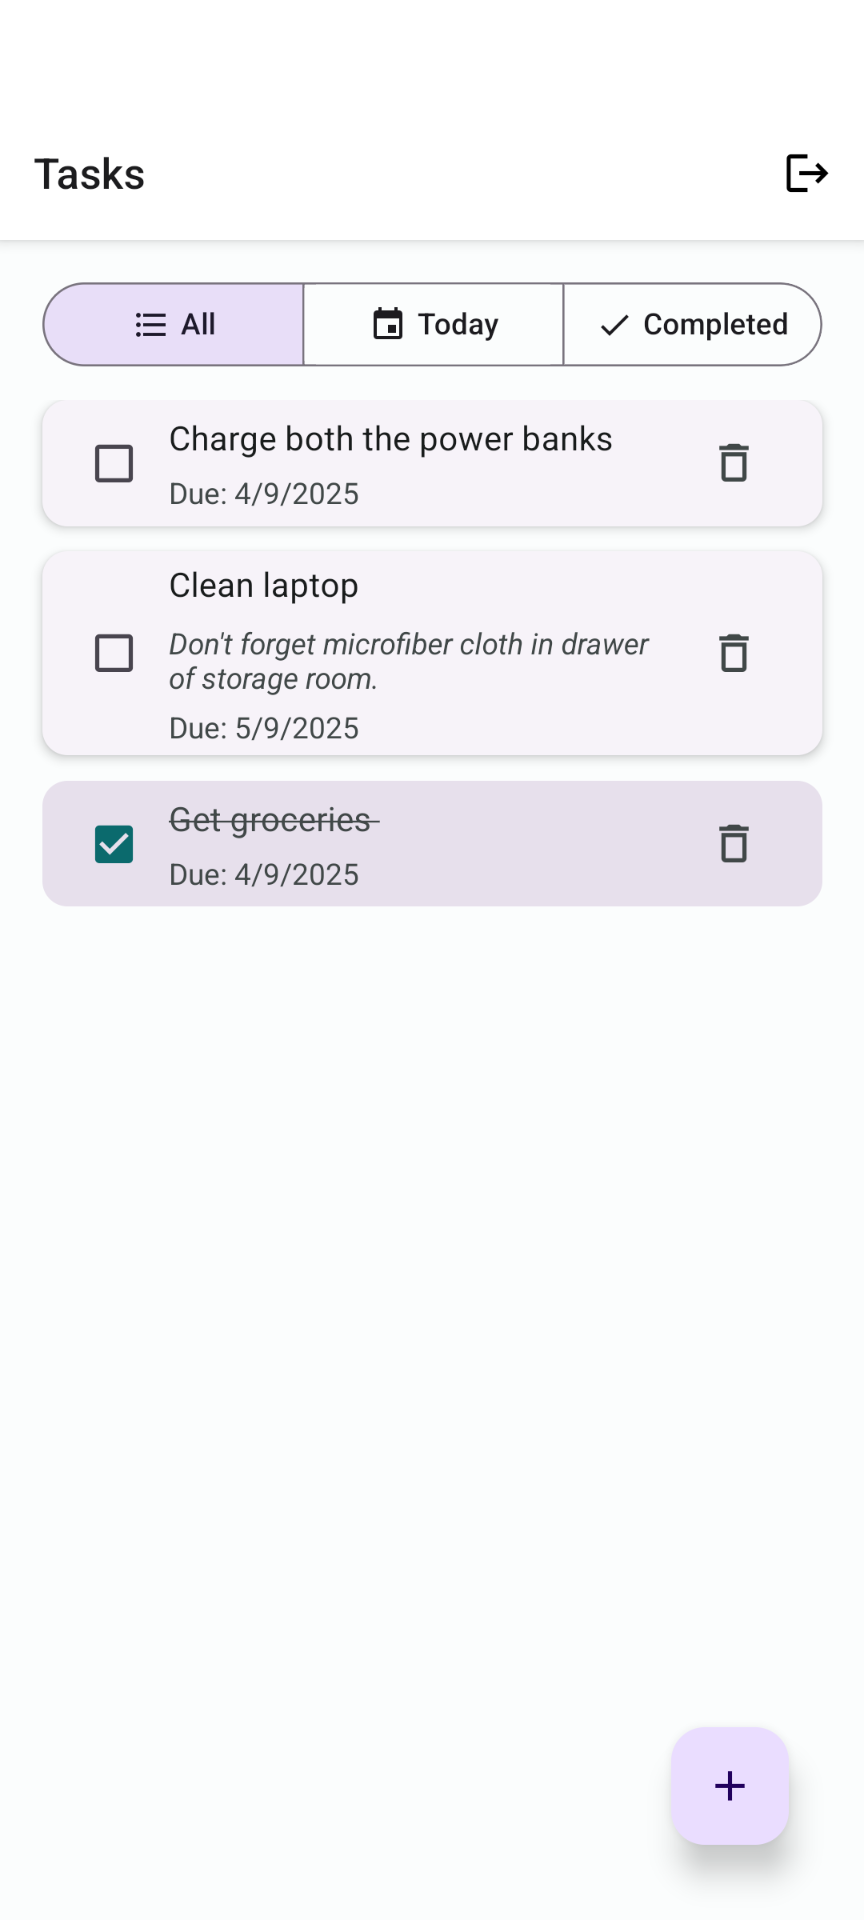 Tasks
All
Today
Completed
Charge both the power banks
Due: 4/9/2025
Clean laptop
Don't forget microfiber cloth in drawer
of storage room.
Due: 5/9/2025
Get groceries
Due: 4/9/2025